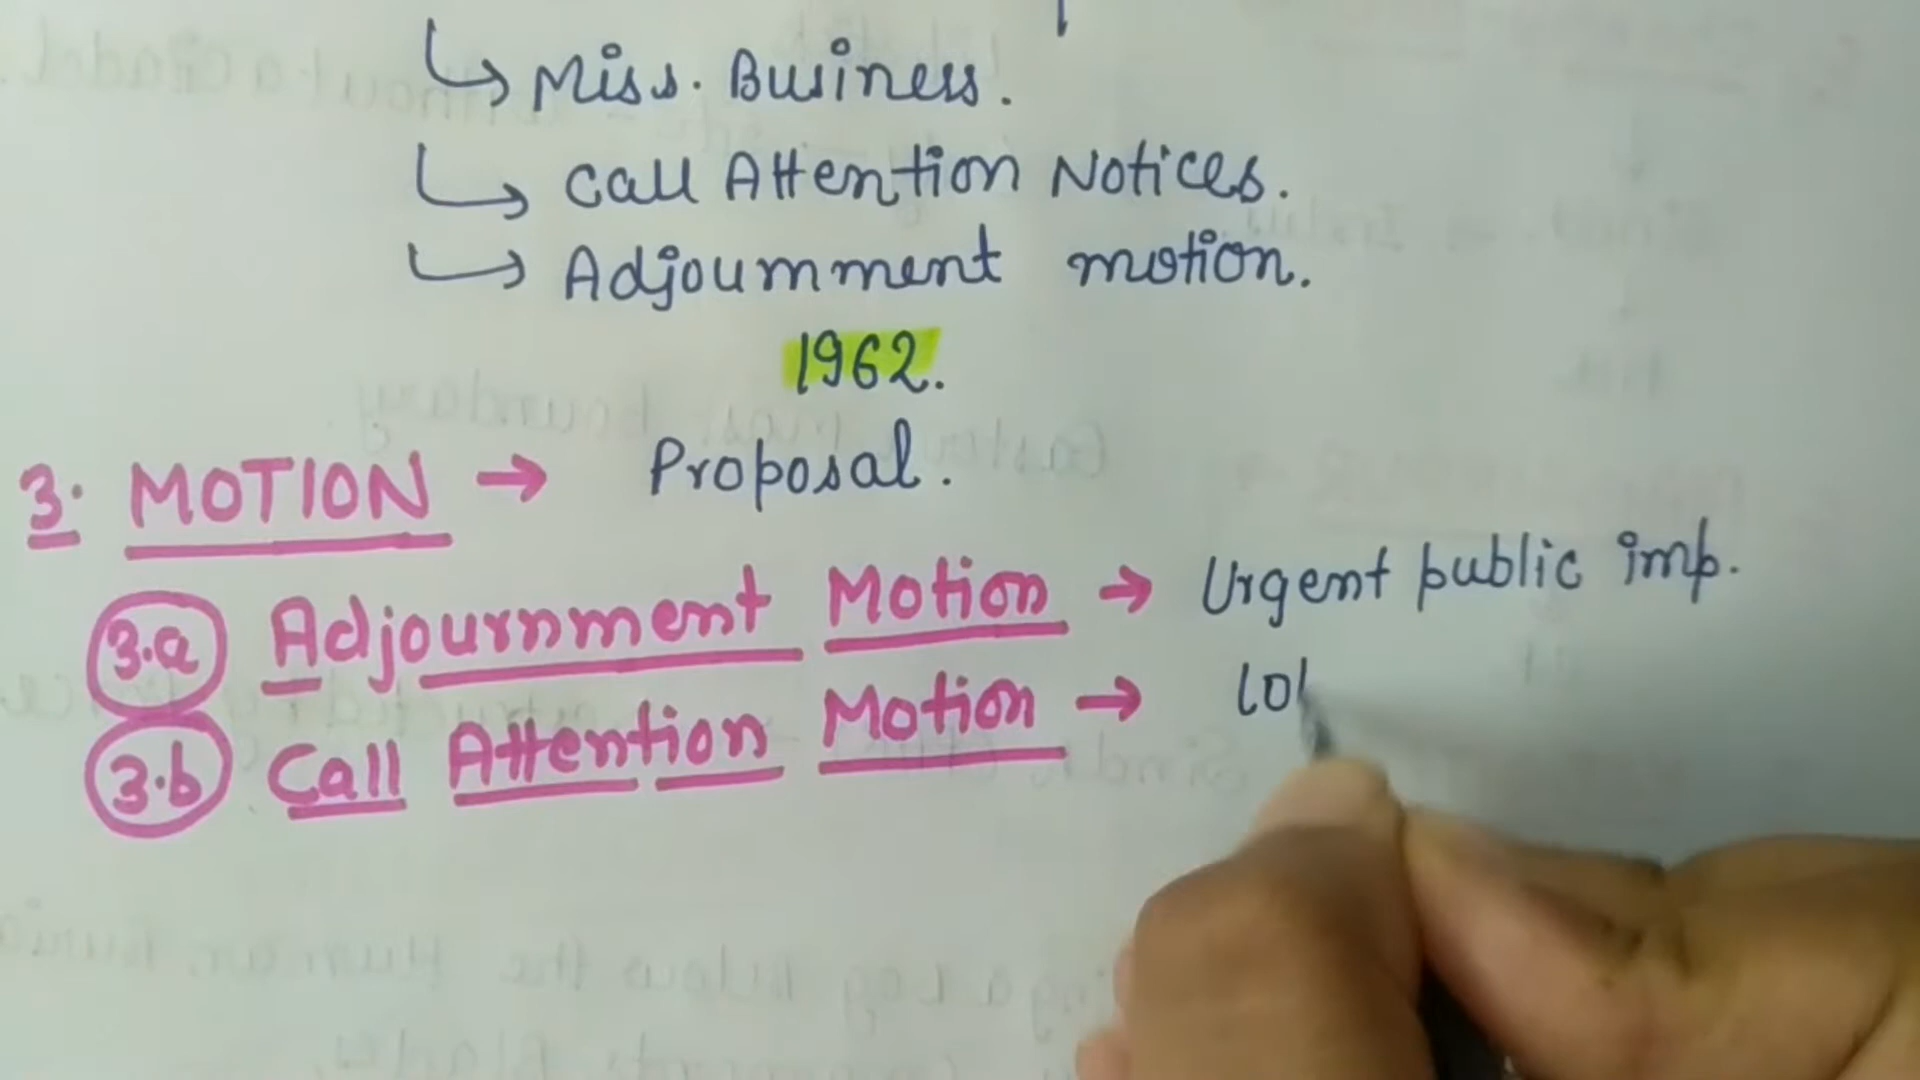 ↳ Miss. Business.
↳ Call Attention Notices.
↳ Adjournment motion.
1962.
3. MOTION → Proposal.
3.a Adjournment Motion → Urgent public imp.
3.b Call Attention Motion →